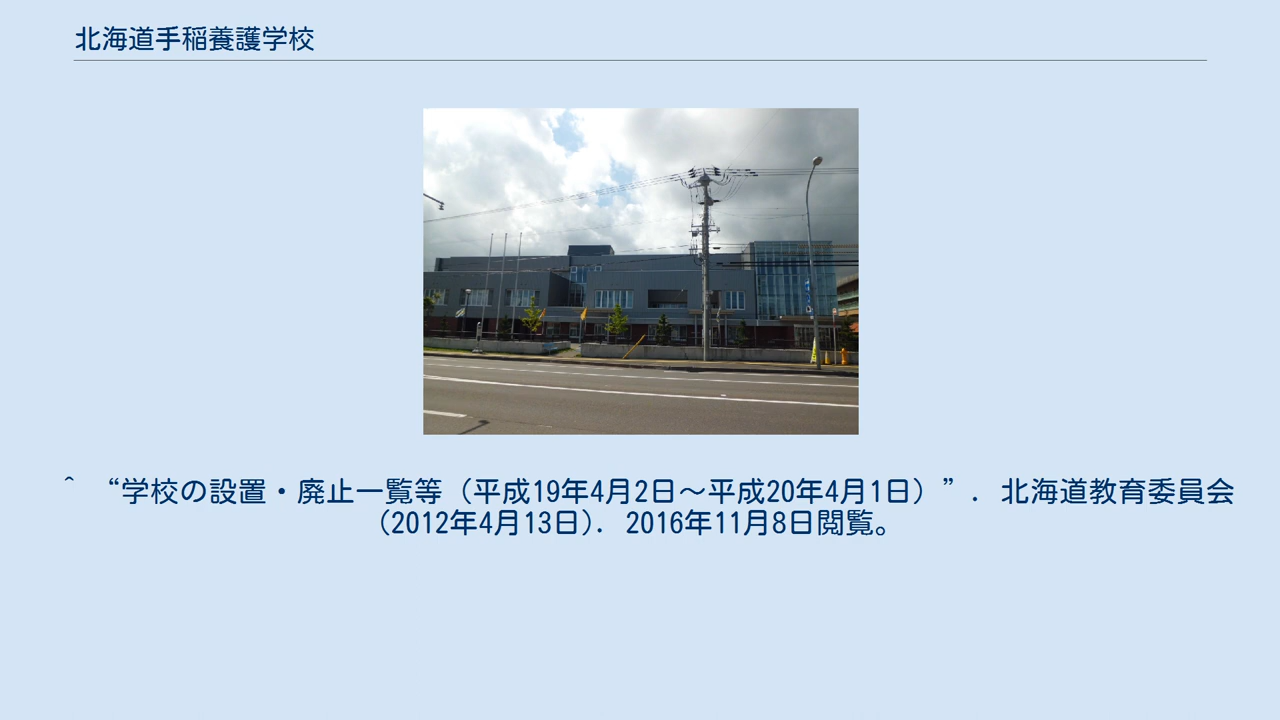 北海道手稲養護学校
^ “学校の設置・廃止一覧等（平成19年4月2日～平成20年4月1日）”. 北海道教育委員会
(2012年4月13日). 2016年11月8日閲覧。